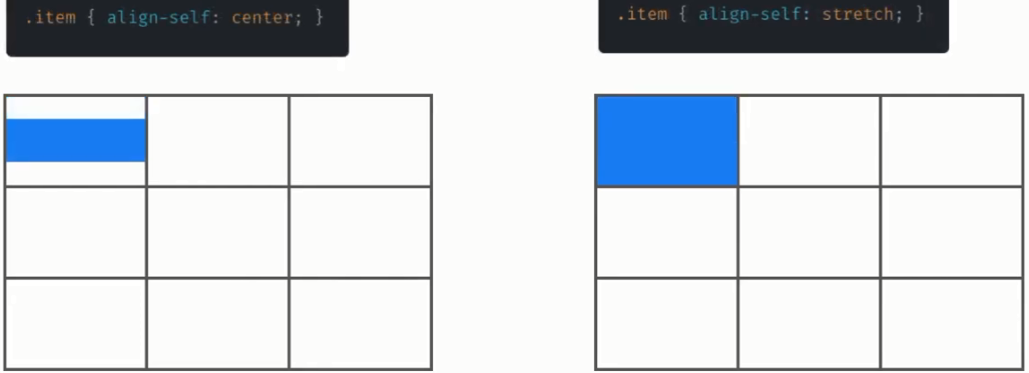 .item { align-self: center; }
.item { align-self: stretch; }